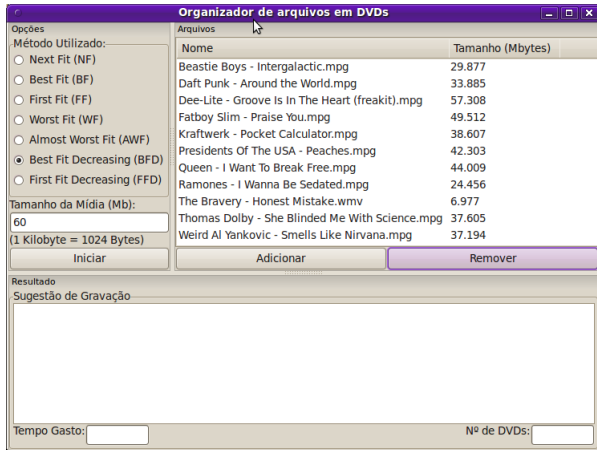 Organizador de arquivos em DVDs
Opções
Método Utilizado:
Next Fit (NF)
Best Fit (BF)
First Fit (FF)
Worst Fit (WF)
Almost Worst Fit (AWF)
Best Fit Decreasing (BFD)
First Fit Decreasing (FFD)
Tamanho da Mídia (Mb):
60
(1 Kilobyte = 1024 Bytes)
Iniciar
Arquivos
Nome Tamanho (Mbytes)
Beastie Boys - Intergalactic.mpg 29.877
Daft Punk - Around the World.mpg 33.885
Dee-Lite - Groove Is In The Heart (freakit).mpg 57.308
Fatboy Slim - Praise You.mpg 49.512
Kraftwerk - Pocket Calculator.mpg 38.607
Presidents Of The USA - Peaches.mpg 42.303
Queen - I Want To Break Free.mpg 44.009
Ramones - I Wanna Be Sedated.mpg 24.456
The Bravery - Honest Mistake.wmv 6.977
Thomas Dolby - She Blinded Me With Science.mpg 37.605
Weird Al Yankovic - Smells Like Nirvana.mpg 37.194
Adicionar Remover
Resultado
Sugestão de Gravação
Tempo Gasto: Nº de DVDs: